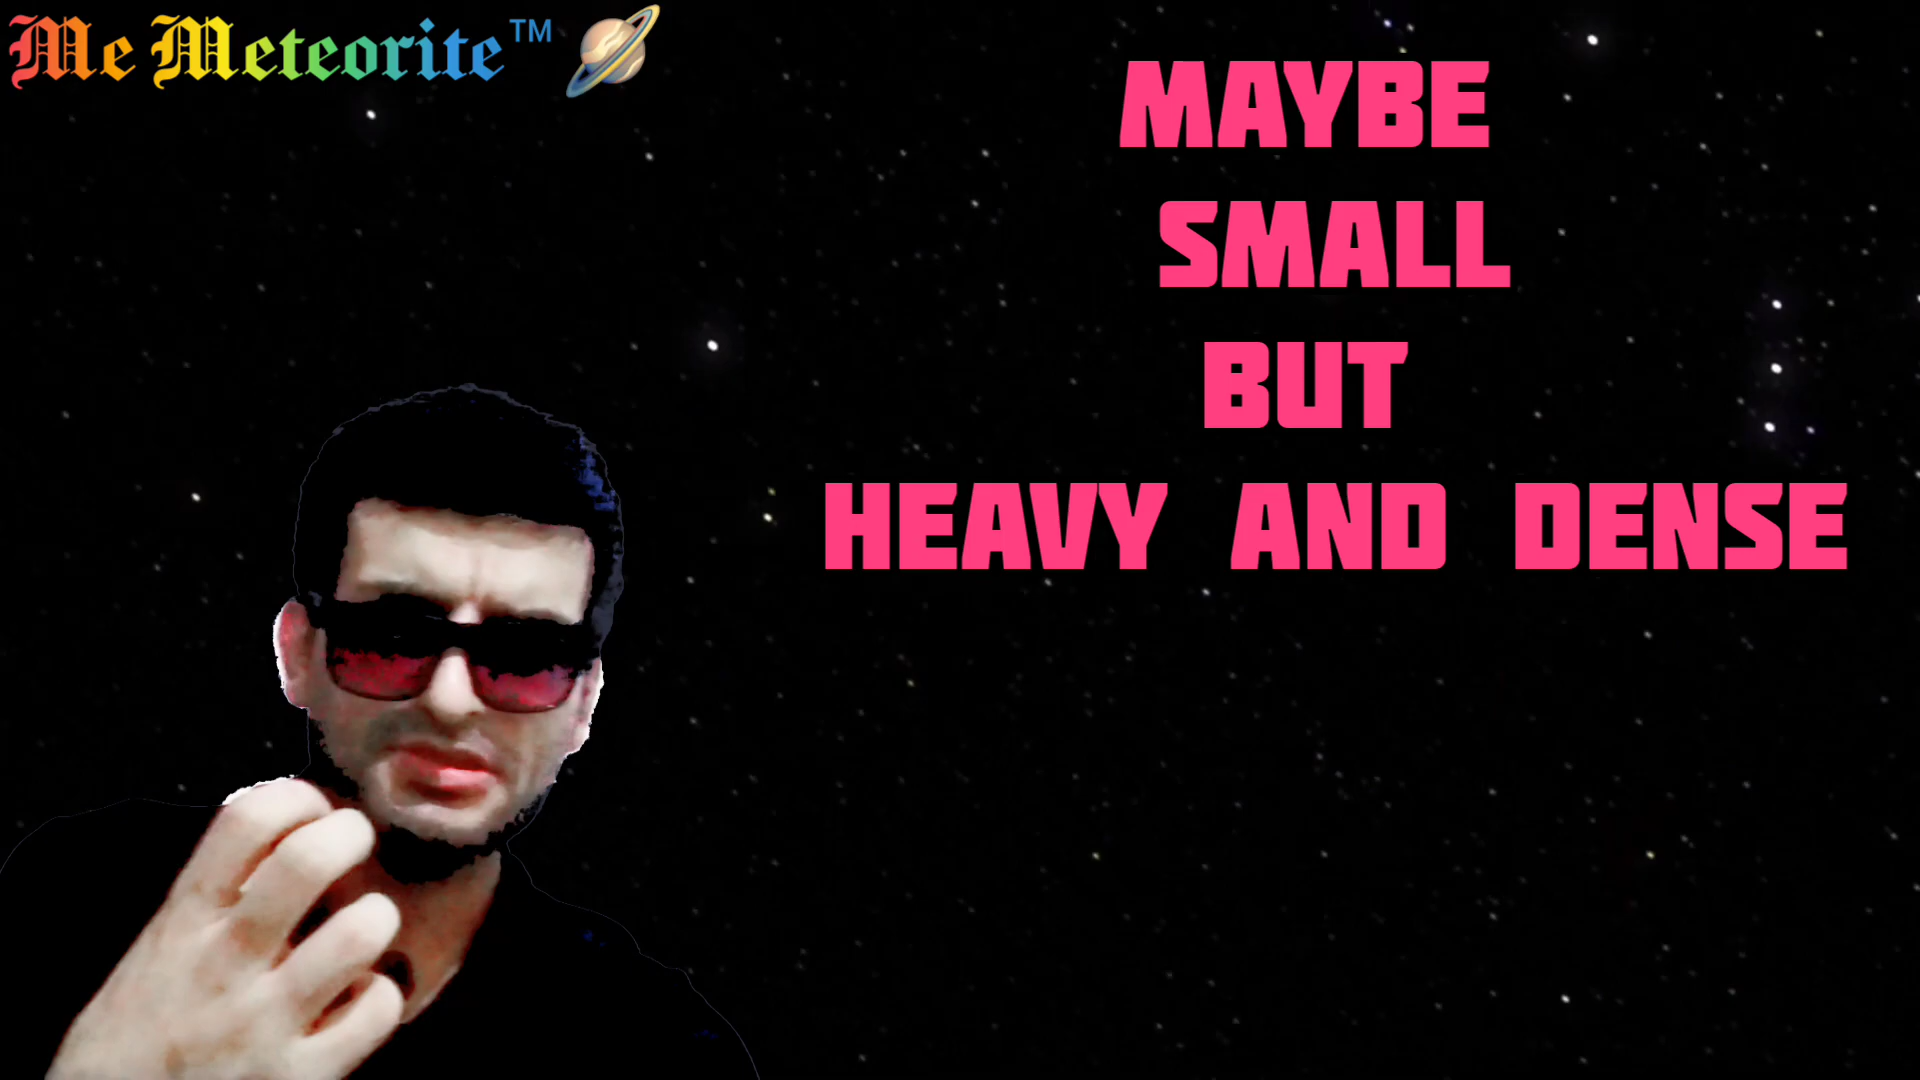 Me Meteorite™ 🪐
MAYBE
SMALL
BUT
HEAVY AND DENSE